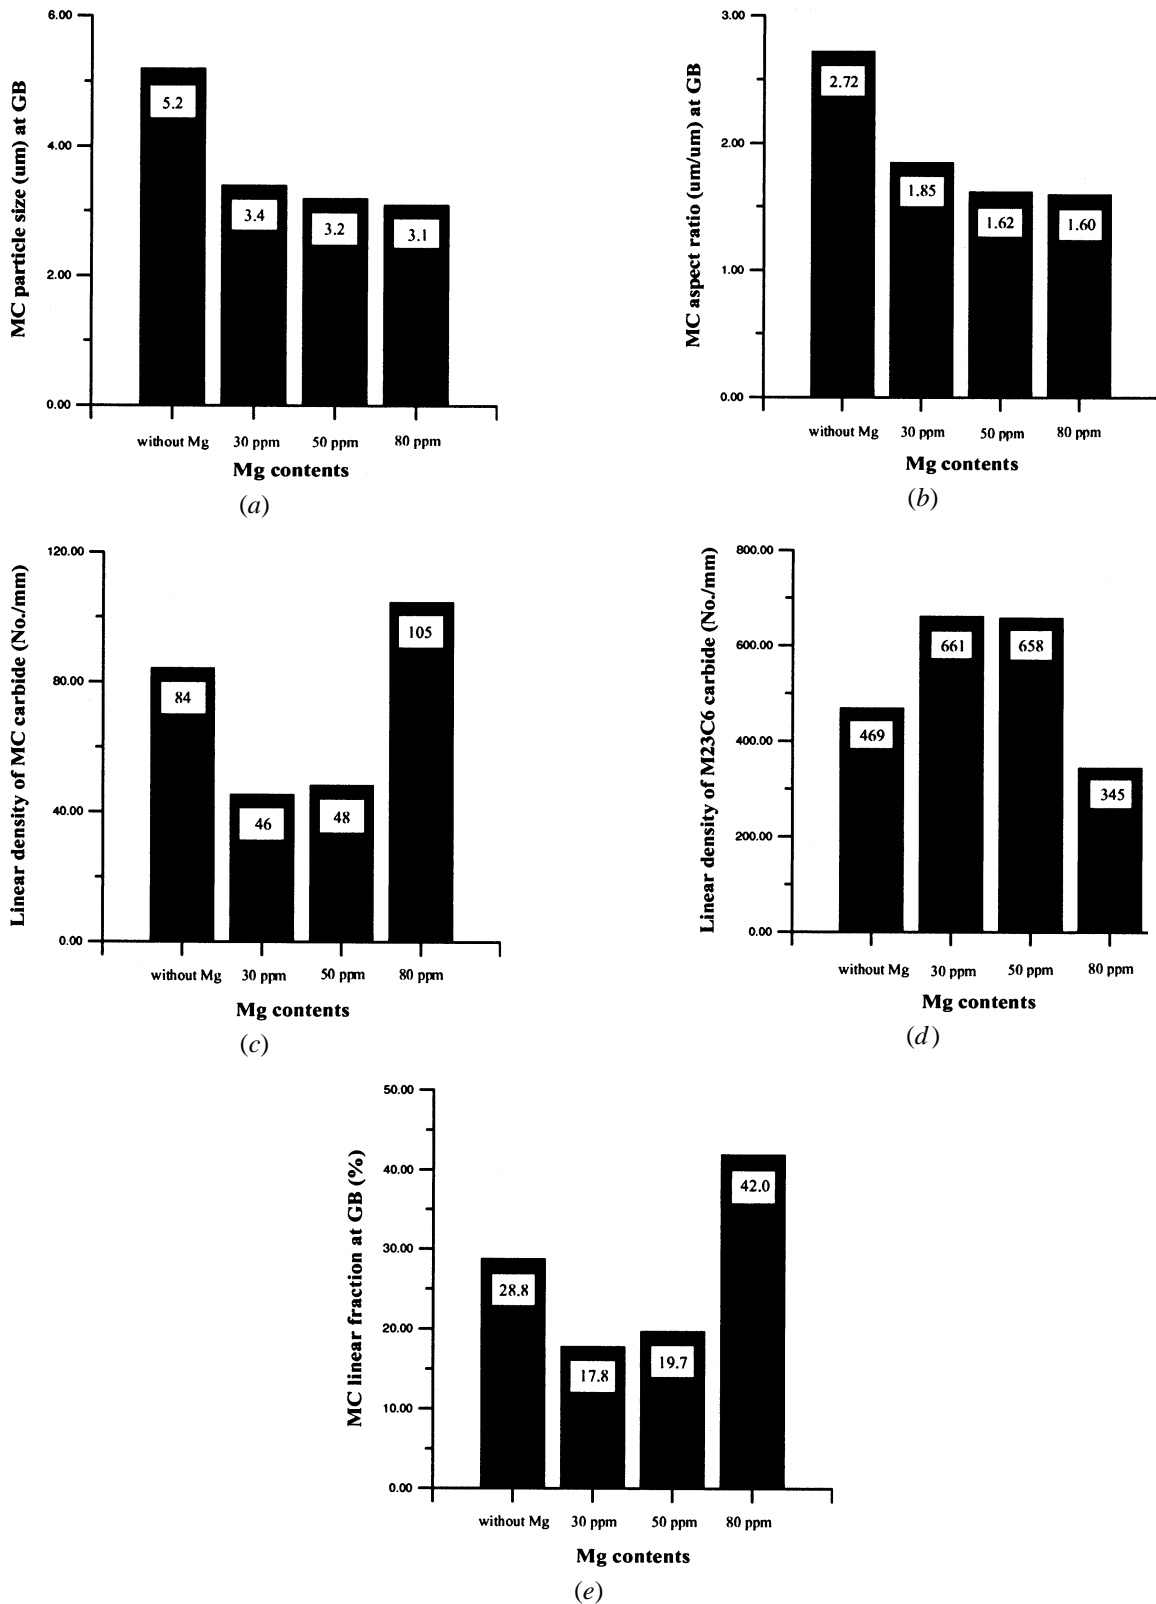 MC particle size (um) at GB
6.00
4.00
2.00
0.00
5.2
3.4
3.2
3.1
without Mg 30 ppm 50 ppm 80 ppm
Mg contents
(a)
MC aspect ratio (um/um) at GB
3.00
2.00
1.00
0.00
2.72
1.85
1.62
1.60
without Mg 30 ppm 50 ppm 80 ppm
Mg contents
(b)
Linear density of MC carbide (No./mm)
120.00
80.00
40.00
0.00
84
46
48
105
without Mg 30 ppm 50 ppm 80 ppm
Mg contents
(c)
Linear density of M23C6 carbide (No./mm)
800.00
600.00
400.00
200.00
0.00
469
661
658
345
without Mg 30 ppm 50 ppm 80 ppm
Mg contents
(d)
MC linear fraction at GB (%)
50.00
40.00
30.00
20.00
10.00
0.00
28.8
17.8
19.7
42.0
without Mg 30 ppm 50 ppm 80 ppm
Mg contents
(e)